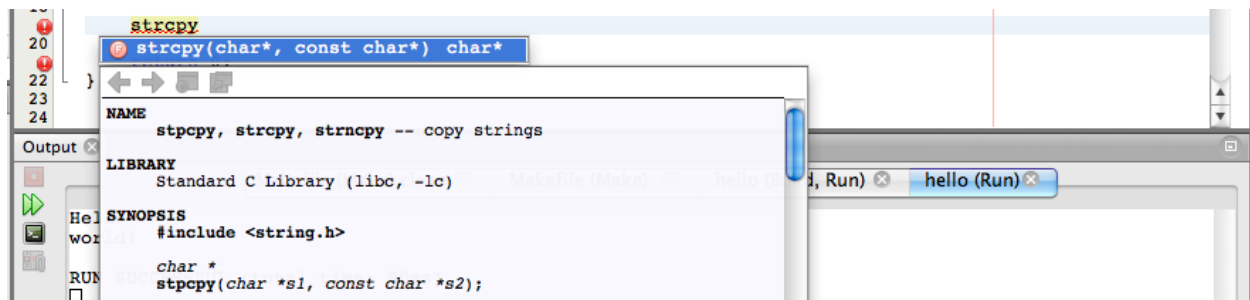 strcpy
20
strcpy(char*, const char*) char*
22 }
23
24
NAME
stpcpy, strcpy, strncpy -- copy strings
LIBRARY
Standard C Library (libc, -lc)
SYNOPSIS
#include <string.h>
char *
stpcpy(char *s1, const char *s2);
Output
Makefile (Make) hello (Build, Run) hello (Run)
Hel
world!
RUN SUCC